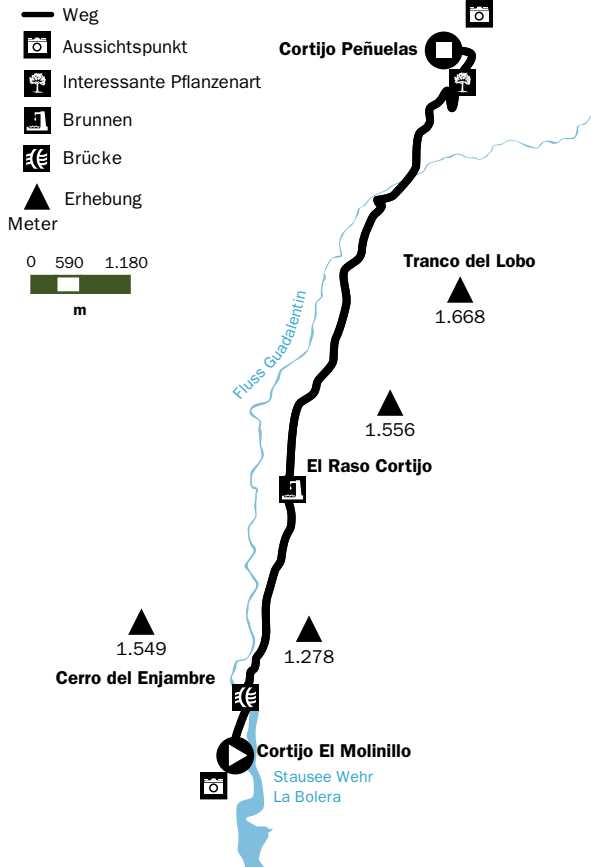 Weg
Aussichtspunkt
Interessante Pflanzenart
Brunnen
Brücke
Erhebung
Meter
0 590 1.180
m
Cortijo Peñuelas
Tranco del Lobo
1.668
Fluss Guadalentin
1.556
El Raso Cortijo
1.549
1.278
Cerro del Enjambre
Cortijo El Molinillo
Stausee Wehr
La Bolera